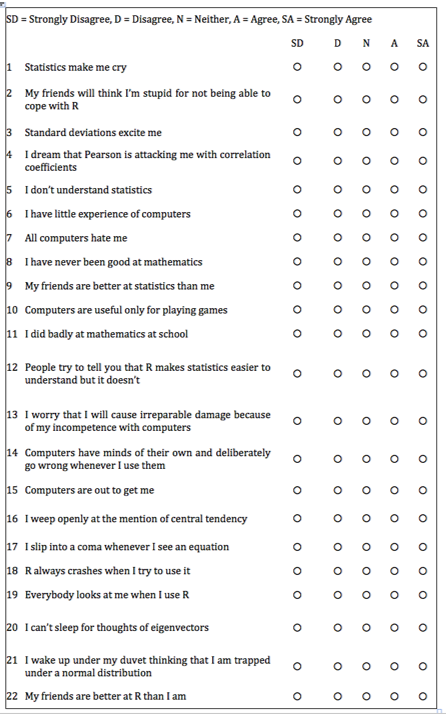 SD = Strongly Disagree, D = Disagree, N = Neither, A = Agree, SA = Strongly Agree
SD D N A SA
1 Statistics make me cry
2 My friends will think I'm stupid for not being able to
cope with R
3 Standard deviations excite me
4 I dream that Pearson is attacking me with correlation
coefficients
5 I don't understand statistics
6 I have little experience of computers
7 All computers hate me
8 I have never been good at mathematics
9 My friends are better at statistics than me
10 Computers are useful only for playing games
11 I did badly at mathematics at school
12 People try to tell you that R makes statistics easier to
understand but it doesn't
13 I worry that I will cause irreparable damage because
of my incompetence with computers
14 Computers have minds of their own and deliberately
go wrong whenever I use them
15 Computers are out to get me
16 I weep openly at the mention of central tendency
17 I slip into a coma whenever I see an equation
18 R always crashes when I try to use it
19 Everybody looks at me when I use R
20 I can't sleep for thoughts of eigenvectors
21 I wake up under my duvet thinking that I am trapped
under a normal distribution
22 My friends are better at R than I am